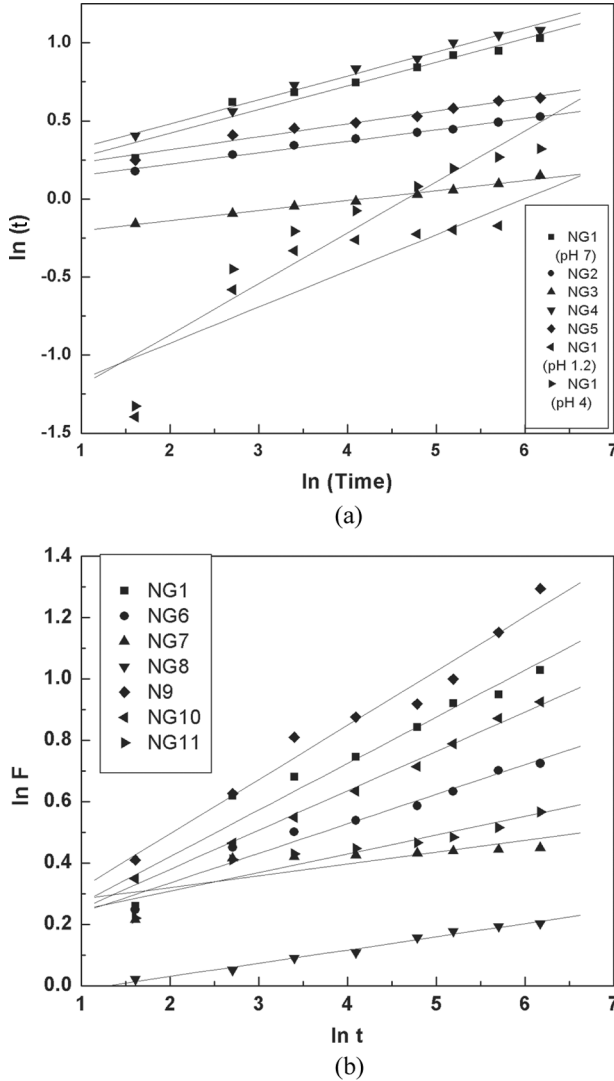 1.0
0.5
0.0
-0.5
-1.0
-1.5
ln (t)
1 2 3 4 5 6 7
ln (Time)
NG1
(pH 7)
NG2
NG3
NG4
NG5
NG1
(pH 1.2)
NG1
(pH 4)
(a)
1.4
1.2
1.0
0.8
0.6
0.4
0.2
0.0
ln F
NG1
NG6
NG7
NG8
N9
NG10
NG11
1 2 3 4 5 6 7
ln t
(b)